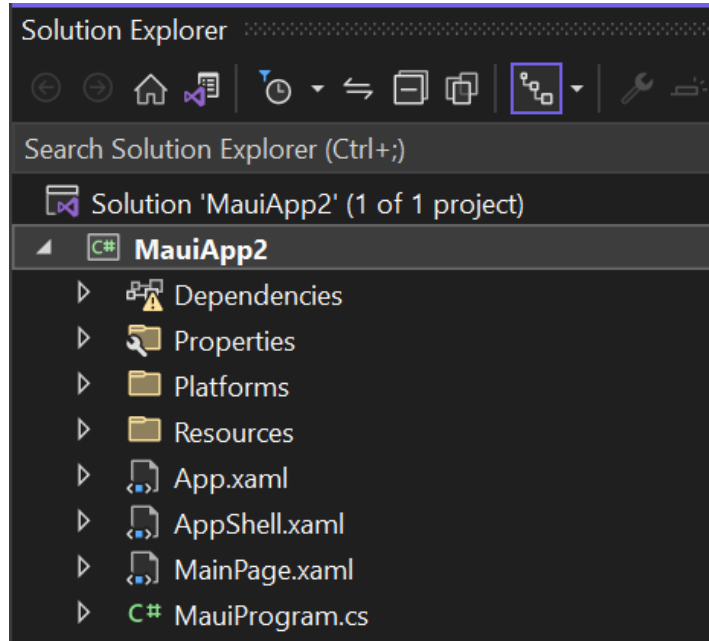 Solution Explorer
Search Solution Explorer (Ctrl+;)
Solution 'MauiApp2' (1 of 1 project)
C# MauiApp2
Dependencies
Properties
Platforms
Resources
App.xaml
AppShell.xaml
MainPage.xaml
C# MauiProgram.cs